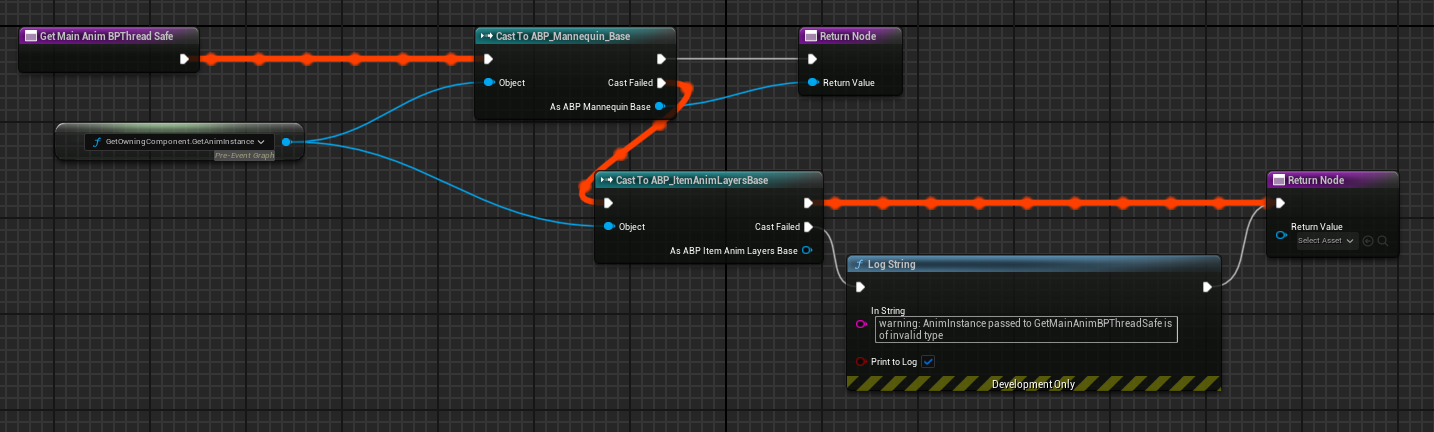 Get Main Anim BPThread Safe
Cast To ABP_Mannequin_Base
Object
Cast Failed
As ABP Mannequin Base
Return Node
Return Value
f GetOwningComponent.GetAnimInstance
Pre-Event Graph
Cast To ABP_ItemAnimLayersBase
Object
Cast Failed
As ABP Item Anim Layers Base
Return Node
Return Value
Select Asset
f Log String
In String
warning: AnimInstance passed to GetMainAnimBPThreadSafe is
of invalid type
Print to Log
Development Only